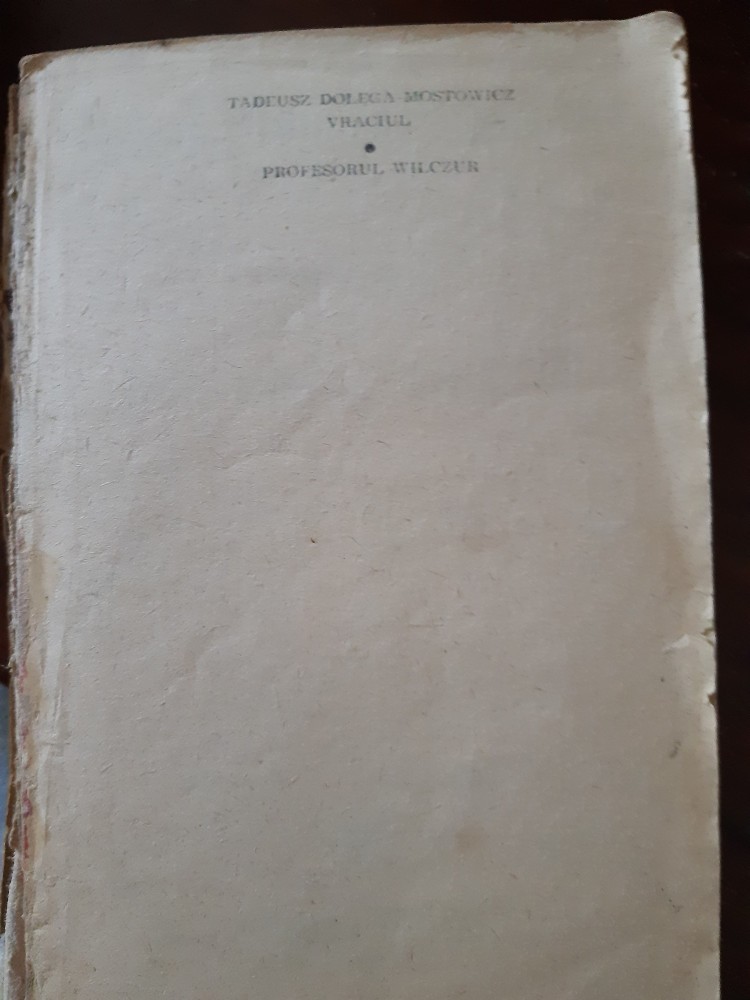 TADEUSZ DOLEGA-MOSTOWICZ
VRACIUL
●
PROFESORUL WILCZUR